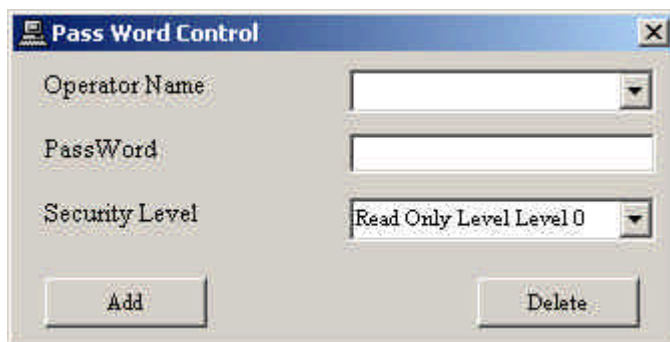 Pass Word Control
Operator Name
PassWord
Security Level Read Only Level Level 0
Add Delete